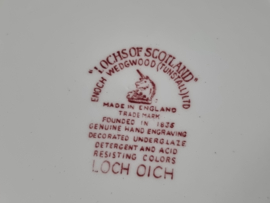 "LOCHS OF SCOTLAND"
ENOCH WEDGWOOD (TUNSTALL) LTD
MADE IN ENGLAND
TRADE MARK
FOUNDED IN 1835
GENUINE HAND ENGRAVING
DECORATED UNDERGLAZE
DETERGENT AND ACID
RESISTING COLORS
LOCH OICH